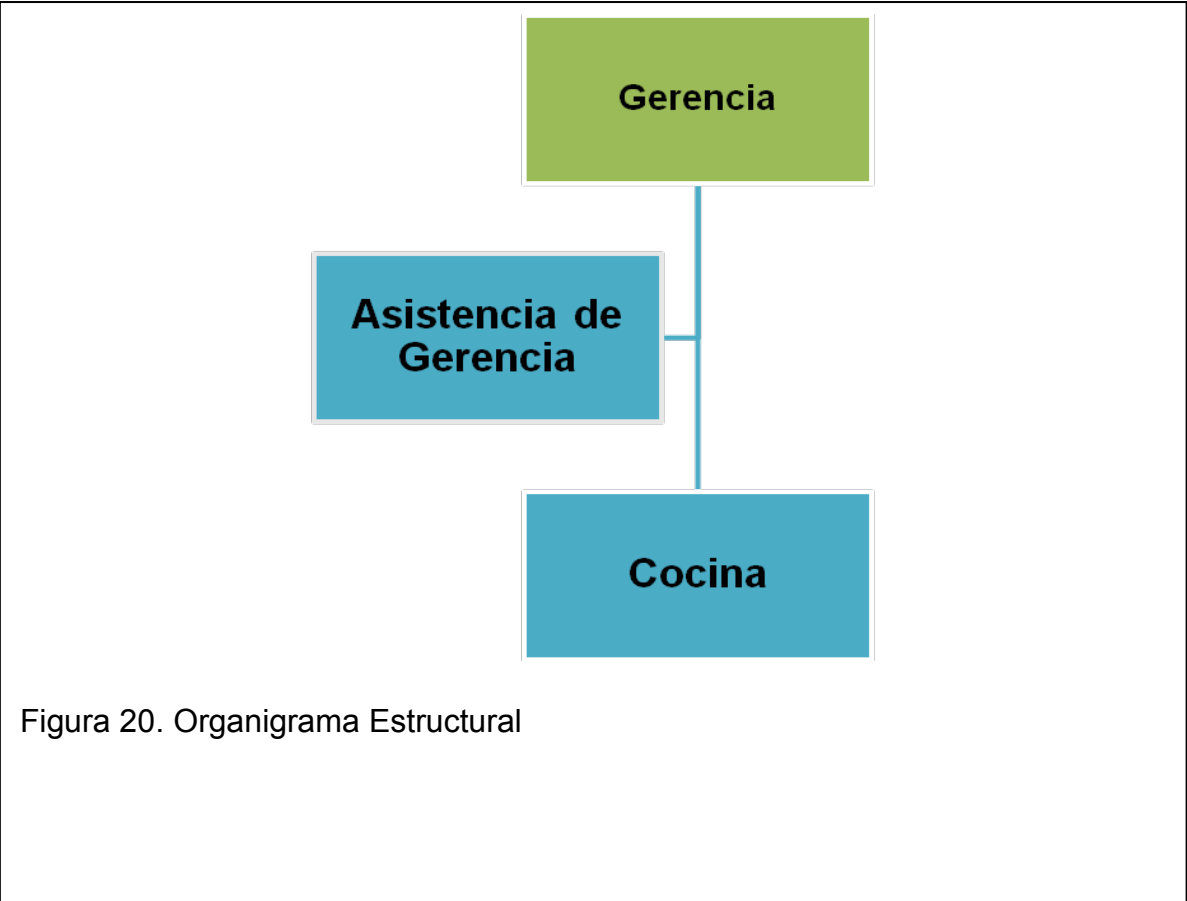 Gerencia
Asistencia de
Gerencia
Cocina
Figura 20. Organigrama Estructural